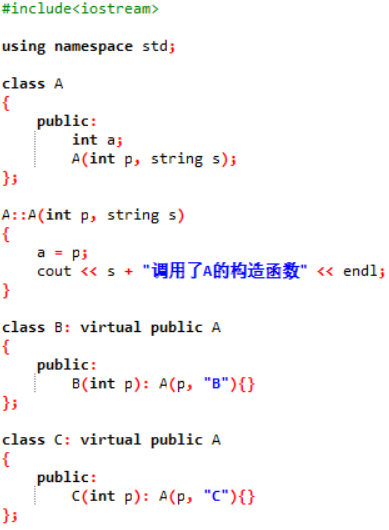 #include<iostream>
using namespace std;
class A
{
public:
int a;
A(int p, string s);
};
A::A(int p, string s)
{
a = p;
cout << s + "调用了A的构造函数" << endl;
}
class B: virtual public A
{
public:
B(int p): A(p, "B"){}
};
class C: virtual public A
{
public:
C(int p): A(p, "C"){}
};